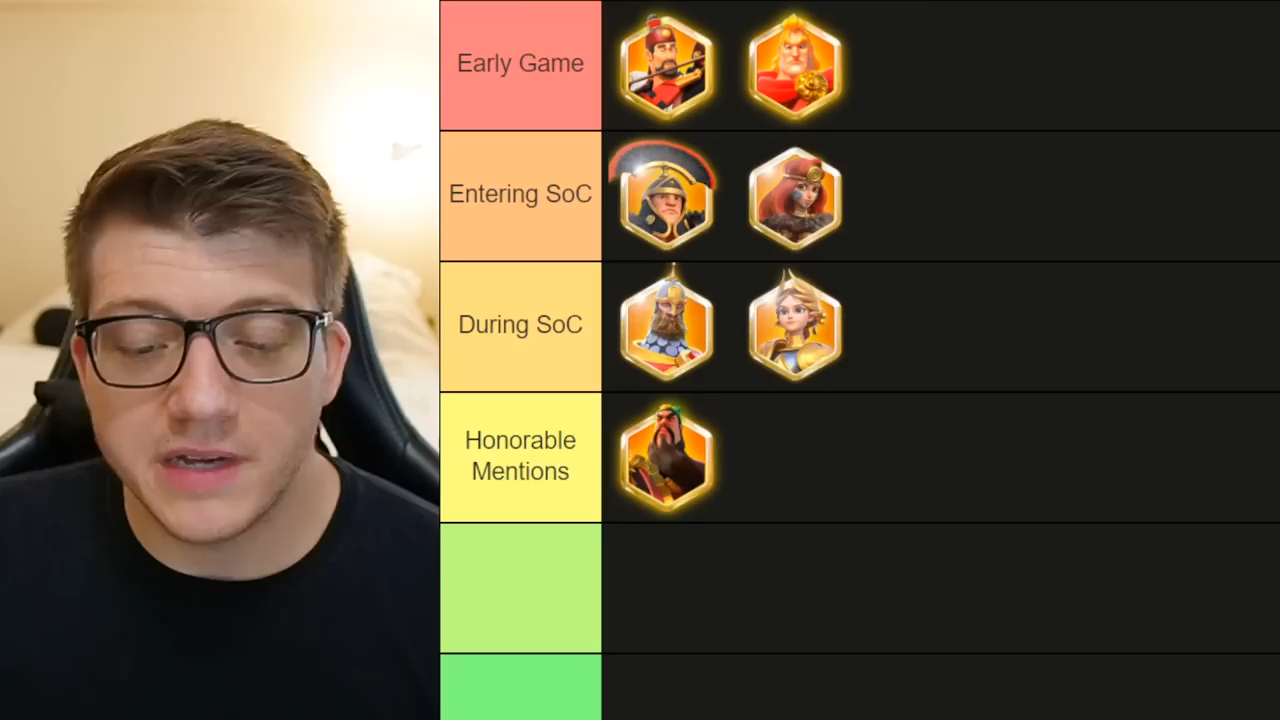 Early Game
Entering SoC
During SoC
Honorable
Mentions